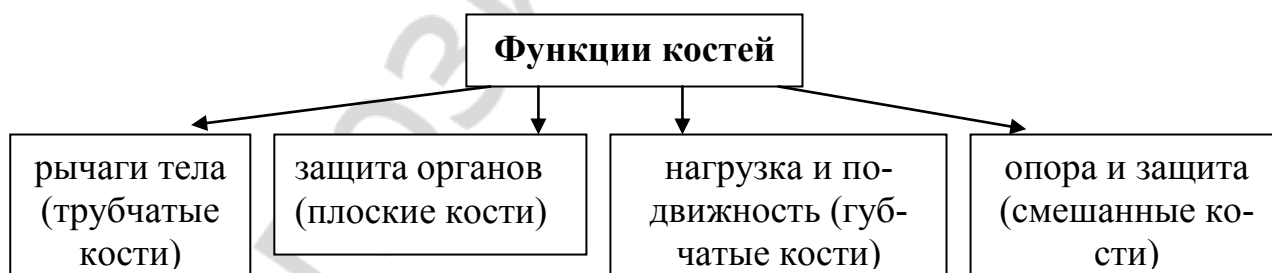 Функции костей
рычаги тела
(трубчатые
кости)
защита органов
(плоские кости)
нагрузка и по-
движность (губ-
чатые кости)
опора и защита
(смешанные ко-
сти)